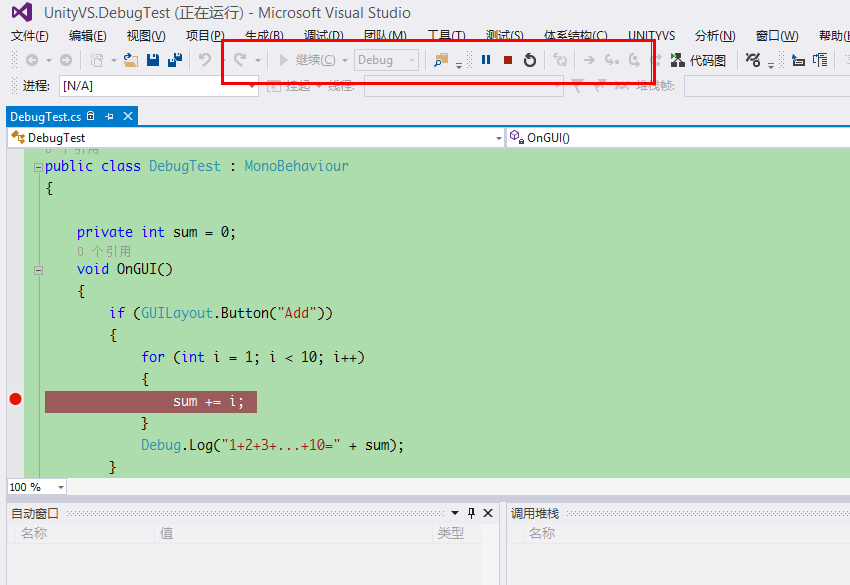 UnityVS.DebugTest (正在运行) - Microsoft Visual Studio
文件(F) 编辑(E) 视图(V) 项目(P) 生成(B) 调试(D) 团队(M) 工具(T) 测试(S) 体系结构(C) UNITYVS 分析(N) 窗口(W) 帮助(
继续(C) Debug 代码图
进程: [N/A] 挂起 线程: 堆栈帧:
DebugTest.cs
DebugTest OnGUI()
0 个引用
public class DebugTest : MonoBehaviour
{
private int sum = 0;
0 个引用
void OnGUI()
{
if (GUILayout.Button("Add"))
{
for (int i = 1; i < 10; i++)
{
sum += i;
}
Debug.Log("1+2+3+...+10=" + sum);
}
100 %
自动窗口 调用堆栈
名称 值 类型 名称